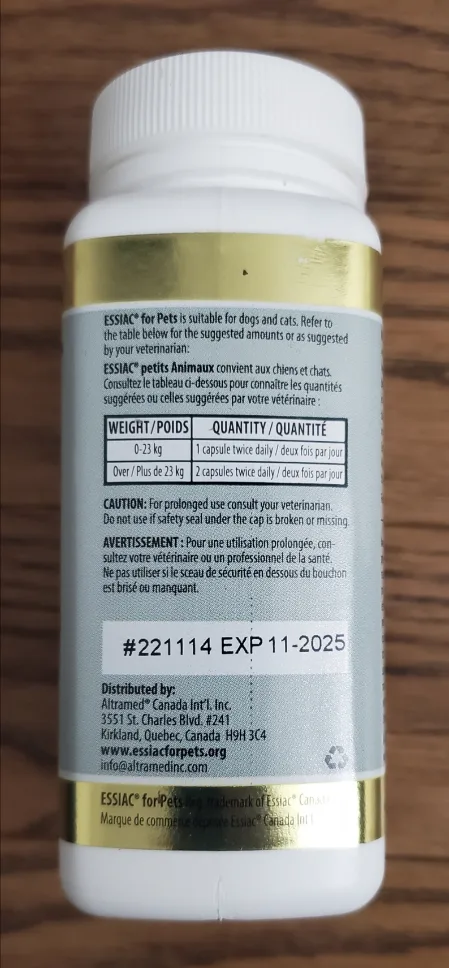 ESSIAC® for Pets is suitable for dogs and cats. Refer to
the table below for the suggested amounts or as suggested
by your veterinarian:
ESSIAC® petits Animaux convient aux chiens et chats.
Consultez le tableau ci-dessous pour connaître les quantités
suggérées ou celles suggérées par votre vétérinaire :
WEIGHT/POIDS QUANTITY / QUANTITÉ
0-23 kg 1 capsule twice daily / deux fois par jour
Over / Plus de 23 kg 2 capsules twice daily / deux fois par jour
CAUTION: For prolonged use consult your veterinarian.
Do not use if safety seal under the cap is broken or missing.
AVERTISSEMENT : Pour une utilisation prolongée, con-
sultez votre vétérinaire ou un professionnel de la santé.
Ne pas utiliser si le sceau de sécurité en dessous du bouchon
est brisé ou manquant.
#221114 EXP 11-2025
Distributed by:
Altramed® Canada Int'l. Inc.
3551 St. Charles Blvd. #241
Kirkland, Quebec, Canada H9H 3C4
www.essiacforpets.org
info@altramedinc.com
ESSIAC® for Pets Trademark of Essiac® Canada
Marque de commerce Essiac® Canada Int'l